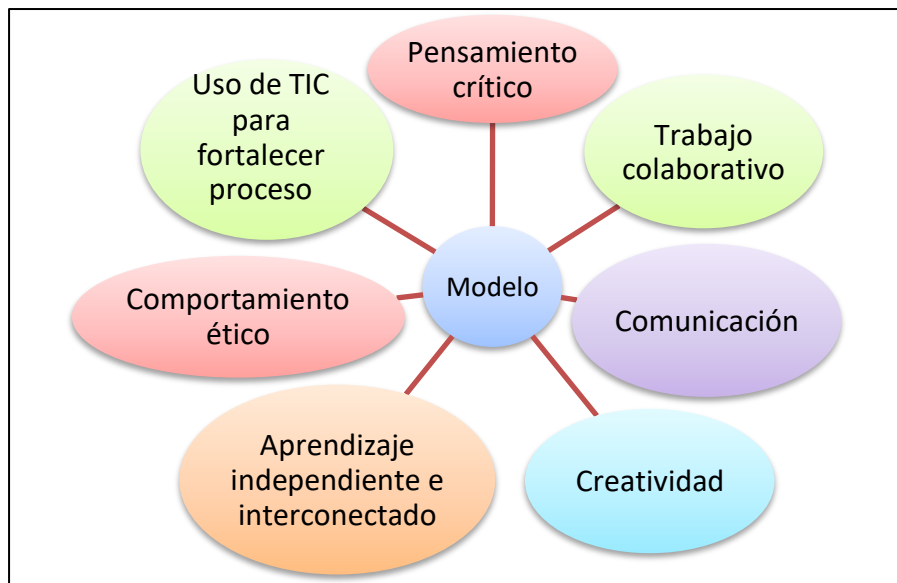 Pensamiento
crítico
Trabajo
colaborativo
Comunicación
Creatividad
Aprendizaje
independiente e
interconectado
Comportamiento
ético
Uso de TIC
para
fortalecer
proceso
Modelo